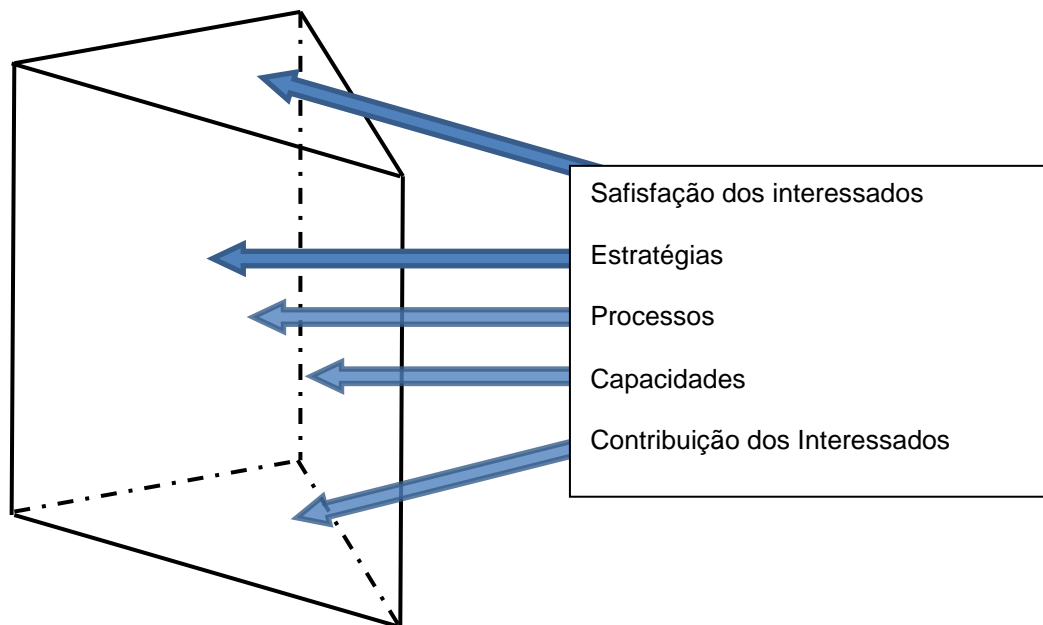 Safisfação dos interessados
Estratégias
Processos
Capacidades
Contribuição dos Interessados